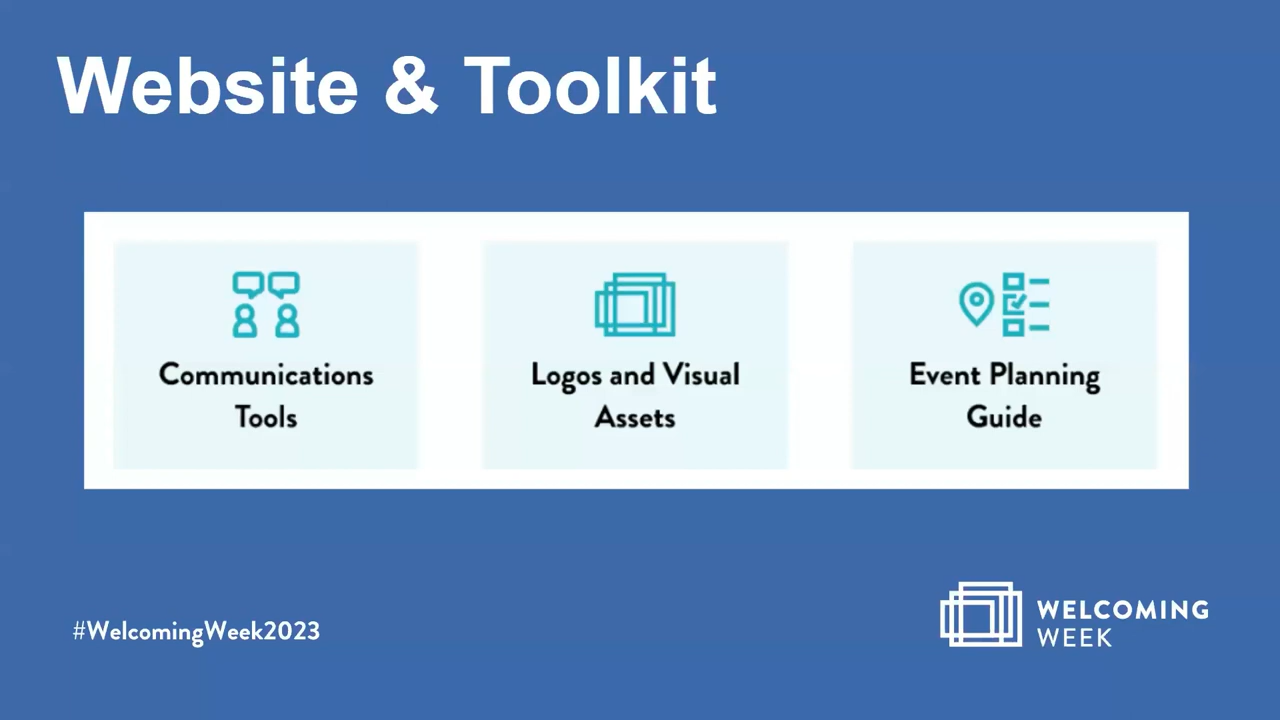 Website & Toolkit
Communications
Tools
Logos and Visual
Assets
Event Planning
Guide
#WelcomingWeek2023
WELCOMING
WEEK